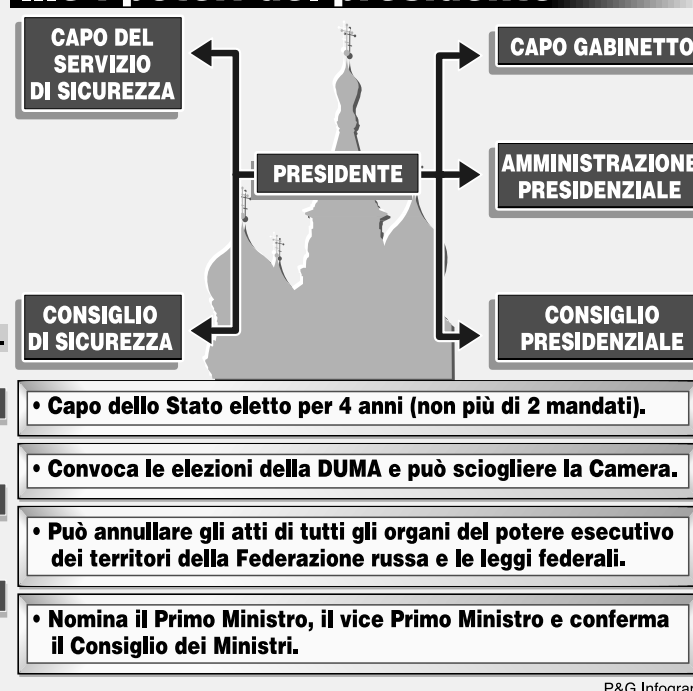 i poteri del presidente
CAPO DEL
SERVIZIO
DI SICUREZZA
CAPO GABINETTO
PRESIDENTE
AMMINISTRAZIONE
PRESIDENZIALE
CONSIGLIO
DI SICUREZZA
CONSIGLIO
PRESIDENZIALE
• Capo dello Stato eletto per 4 anni (non più di 2 mandati).
• Convoca le elezioni della DUMA e può sciogliere la Camera.
• Può annullare gli atti di tutti gli organi del potere esecutivo
dei territori della Federazione russa e le leggi federali.
• Nomina il Primo Ministro, il vice Primo Ministro e conferma
il Consiglio dei Ministri.
P&G